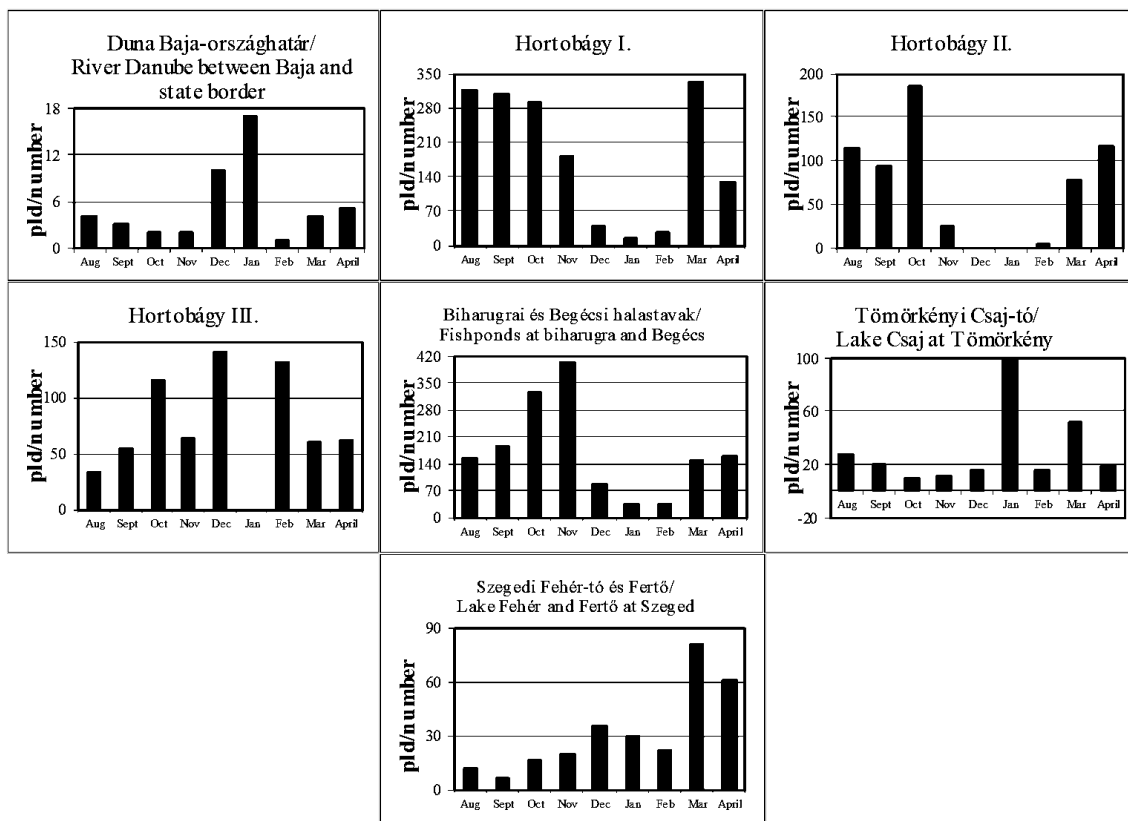 Duna Baja-országhatár/
River Danube between Baja and
state border
pld/number
18
12
6
0
Aug Sept Oct Nov Dec Jan Feb Mar April
Hortobágy I.
pld/number
350
280
210
140
70
0
Aug Sept Oct Nov Dec Jan Feb Mar April
Hortobágy II.
pld/number
200
150
100
50
0
Aug Sept Oct Nov Dec Jan Feb Mar April
Hortobágy III.
pld/number
150
100
50
0
Aug Sept Oct Nov Dec Jan Feb Mar April
Biharugrai és Begécsi halastavak/
Fishponds at biharugra and Begécs
pld/number
420
350
280
210
140
70
0
Aug Sept Oct Nov Dec Jan Feb Mar April
Tömörkényi Csaj-tó/
Lake Csaj at Tömörkény
pld/number
100
60
20
-20
Aug Sept Oct Nov Dec Jan Feb Mar April
Szegedi Fehér-tó és Fertő/
Lake Fehér and Fertő at Szeged
pld/number
90
60
30
0
Aug Sept Oct Nov Dec Jan Feb Mar April